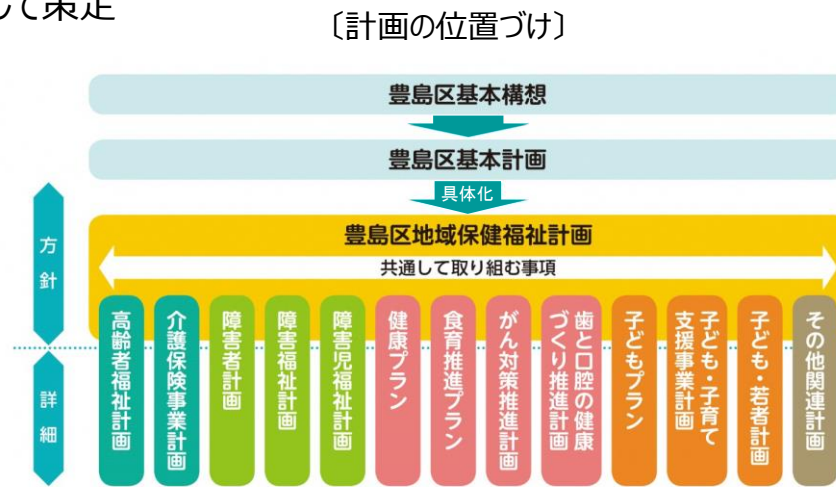 して策定
〔計画の位置づけ〕
豊島区基本構想
豊島区基本計画
具体化
豊島区地域保健福祉計画
共通して取り組む事項
方針
詳細
高齢者福祉計画
介護保険事業計画
障害者計画
障害福祉計画
障害児福祉計画
健康プラン
食育推進プラン
がん対策推進計画
歯と口腔の健康
づくり推進計画
子どもプラン
子ども・子育て
支援事業計画
子ども・若者計画
その他関連計画